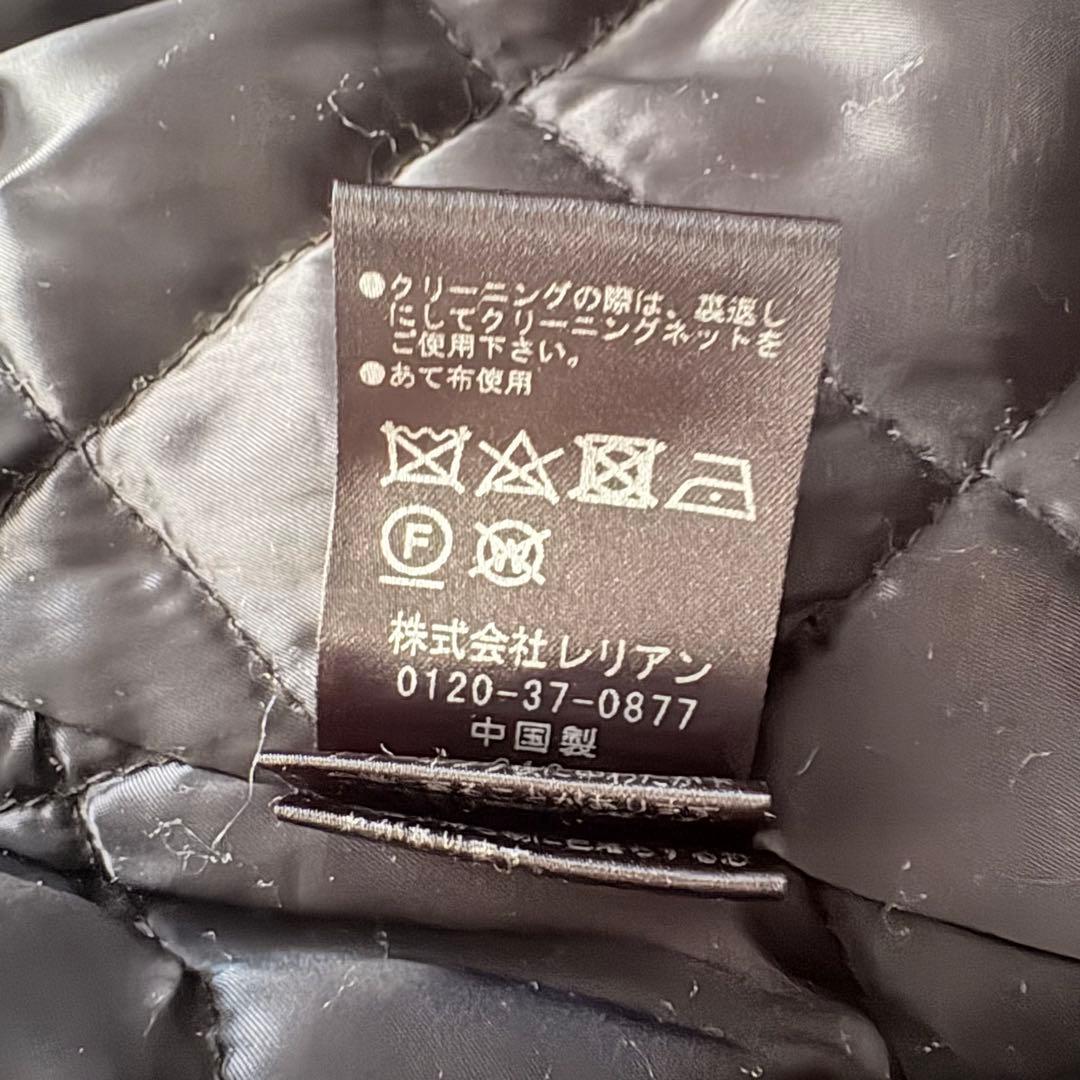 ●クリーニングの際は、裏返し
にしてクリーニングネットを
ご使用下さい。
●あて布使用
F
W
株式会社レリアン
0120-37-0877
中国製